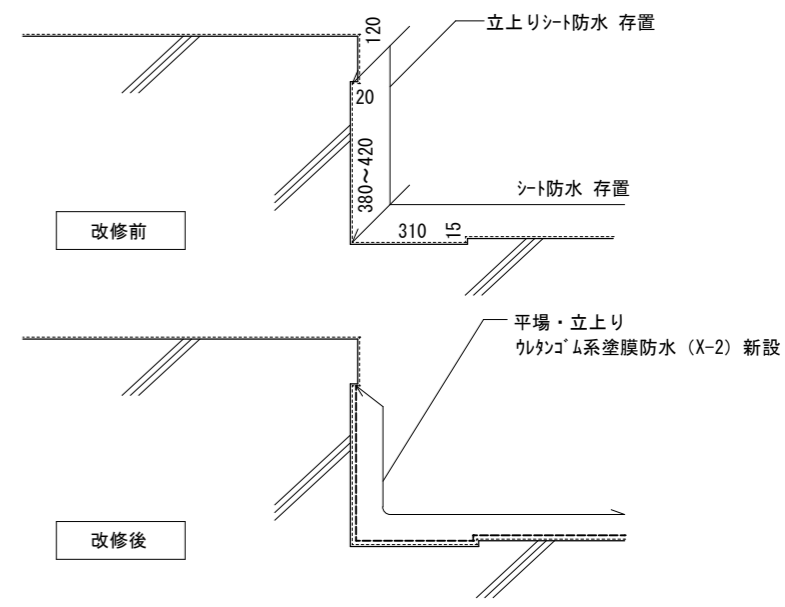 120
立上りシート防水 存置
20
380～420
シート防水 存置
改修前
310
15
平場・立上り
ウレタンゴム系塗膜防水（X-2）新設
改修後